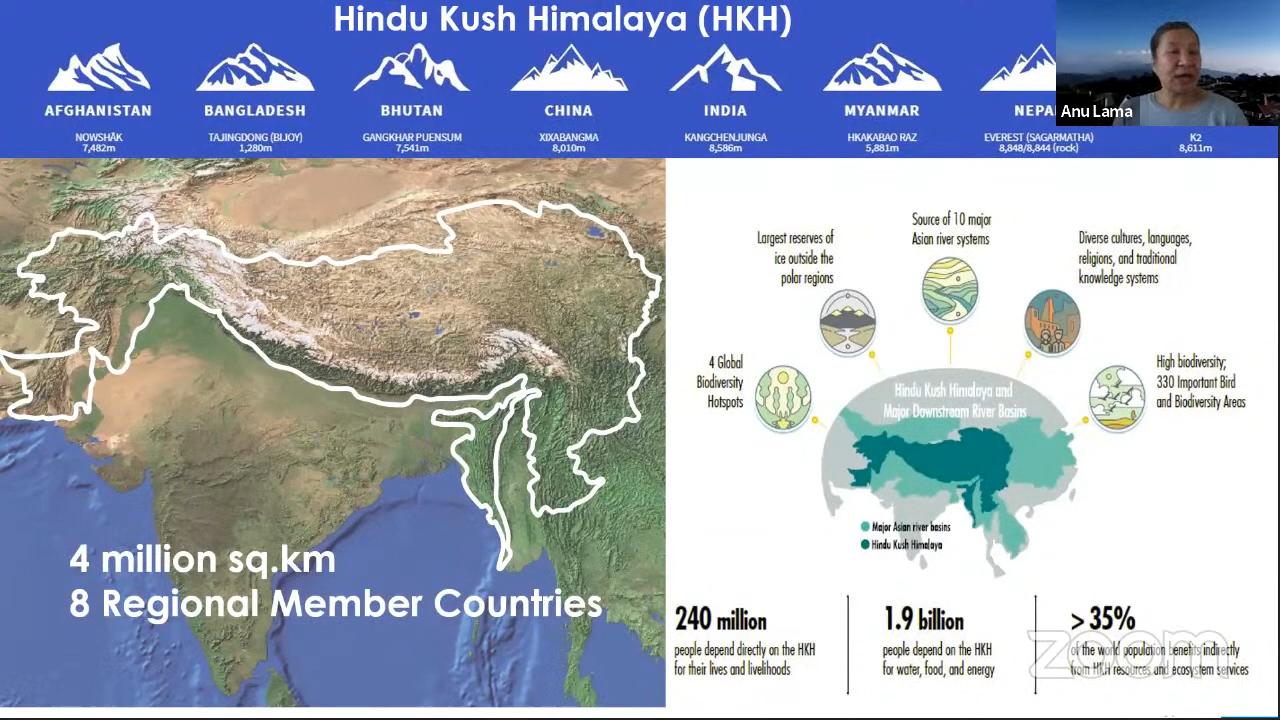 Hindu Kush Himalaya (HKH)
AFGHANISTAN
NOWSHĀK
7,482m
BANGLADESH
TAJINGDONG (BIJOY)
1,280m
BHUTAN
GANGKHAR PUENSUM
7,541m
CHINA
XIXABANGMA
8,010m
INDIA
KANGCHENJUNGA
8,586m
MYANMAR
HKAKABAO RAZ
5,881m
NEPA
EVEREST (SAGARMATHA)
8,848/8,844 (rock)
K2
8,611m
Anu Lama
4 million sq.km
8 Regional Member Countries
Source of 10 major
Asian river systems
Largest reserves of
ice outside the
polar regions
Diverse cultures, languages,
religions, and traditional
knowledge systems
4 Global
Biodiversity
Hotspots
High biodiversity;
330 Important Bird
and Biodiversity Areas
Hindu Kush Himalaya and
Major Downstream River Basins
Major Asian river basins
Hindu Kush Himalaya
240 million
people depend directly on the HKH
for their lives and livelihoods
1.9 billion
people depend on the HKH
for water, food, and energy
> 35%
of the world population benefits indirectly
from HKH resources and ecosystem services
zoom